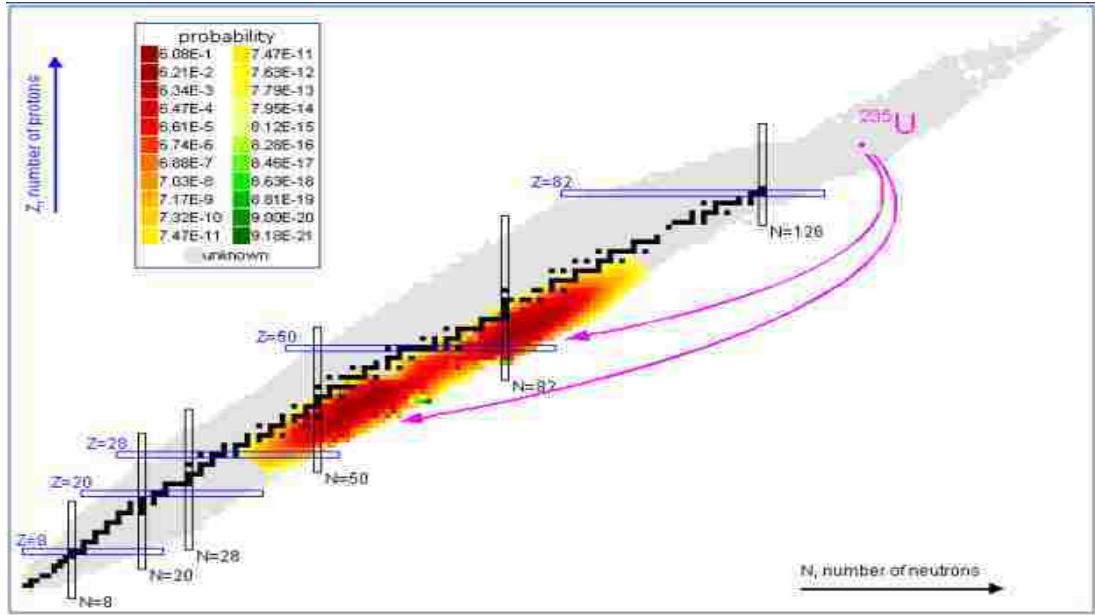 probability
6.08E-1 7.47E-11
6.21E-2 7.63E-12
6.34E-3 7.79E-13
6.47E-4 7.95E-14
6.61E-5 8.12E-15
6.74E-6 8.28E-16
6.88E-7 8.46E-17
7.03E-8 8.63E-18
7.17E-9 8.81E-19
7.32E-10 9.00E-20
7.47E-11 9.18E-21
unknown
Z, number of protons
235U
Z=82
N=126
Z=50
N=82
Z=28
N=50
Z=20
N=28
Z=8
N=20
N=8
N, number of neutrons